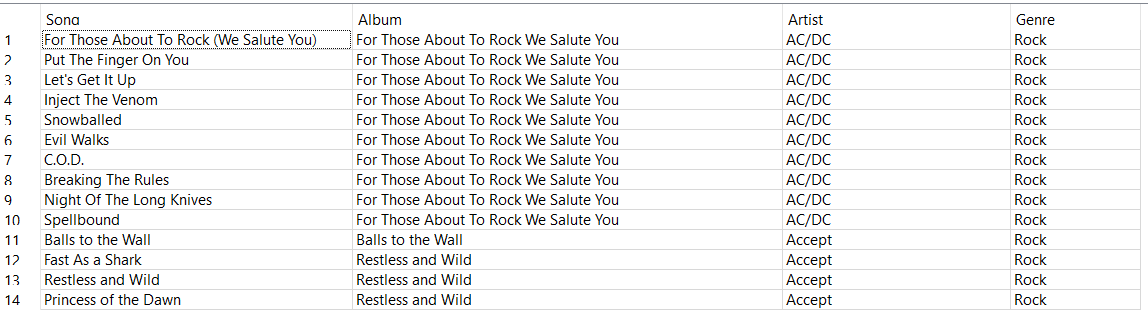 Song Album Artist Genre
1 For Those About To Rock (We Salute You) For Those About To Rock We Salute You AC/DC Rock
2 Put The Finger On You For Those About To Rock We Salute You AC/DC Rock
3 Let's Get It Up For Those About To Rock We Salute You AC/DC Rock
4 Inject The Venom For Those About To Rock We Salute You AC/DC Rock
5 Snowballed For Those About To Rock We Salute You AC/DC Rock
6 Evil Walks For Those About To Rock We Salute You AC/DC Rock
7 C.O.D. For Those About To Rock We Salute You AC/DC Rock
8 Breaking The Rules For Those About To Rock We Salute You AC/DC Rock
9 Night Of The Long Knives For Those About To Rock We Salute You AC/DC Rock
10 Spellbound For Those About To Rock We Salute You AC/DC Rock
11 Balls to the Wall Balls to the Wall Accept Rock
12 Fast As a Shark Restless and Wild Accept Rock
13 Restless and Wild Restless and Wild Accept Rock
14 Princess of the Dawn Restless and Wild Accept Rock